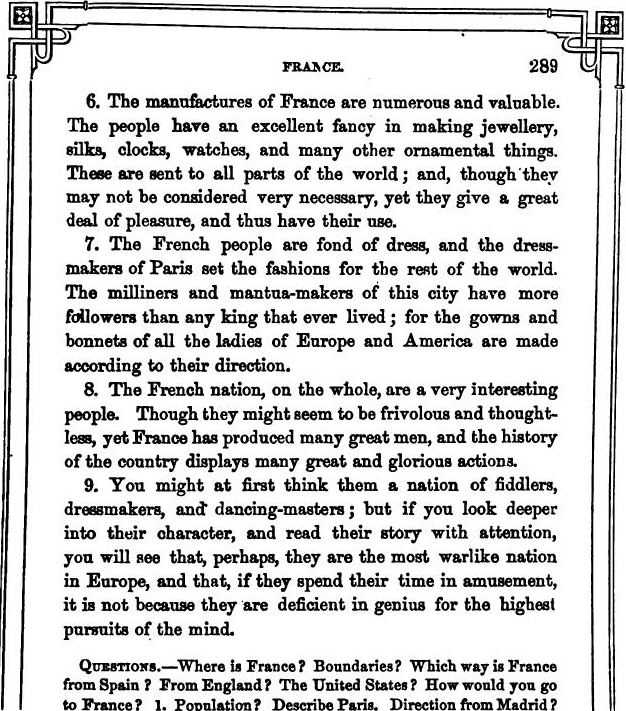 FRANCE.
289
6. The manufactures of France are numerous and valuable.
The people have an excellent fancy in making jewellery,
silks, clocks, watches, and many other ornamental things.
These are sent to all parts of the world; and, though they
may not be considered very necessary, yet they give a great
deal of pleasure, and thus have their use.
7. The French people are fond of dress, and the dress-
makers of Paris set the fashions for the rest of the world.
The milliners and mantua-makers of this city have more
followers than any king that ever lived; for the gowns and
bonnets of all the ladies of Europe and America are made
according to their direction.
8. The French nation, on the whole, are a very interesting
people. Though they might seem to be frivolous and thought-
less, yet France has produced many great men, and the history
of the country displays many great and glorious actions.
9. You might at first think them a nation of fiddlers,
dressmakers, and dancing-masters; but if you look deeper
into their character, and read their story with attention,
you will see that, perhaps, they are the most warlike nation
in Europe, and that, if they spend their time in amusement,
it is not because they are deficient in genius for the highest
pursuits of the mind.
QUESTIONS.—Where is France? Boundaries? Which way is France
from Spain? From England? The United States? How would you go
to France? 1. Population? Describe Paris. Direction from Madrid?